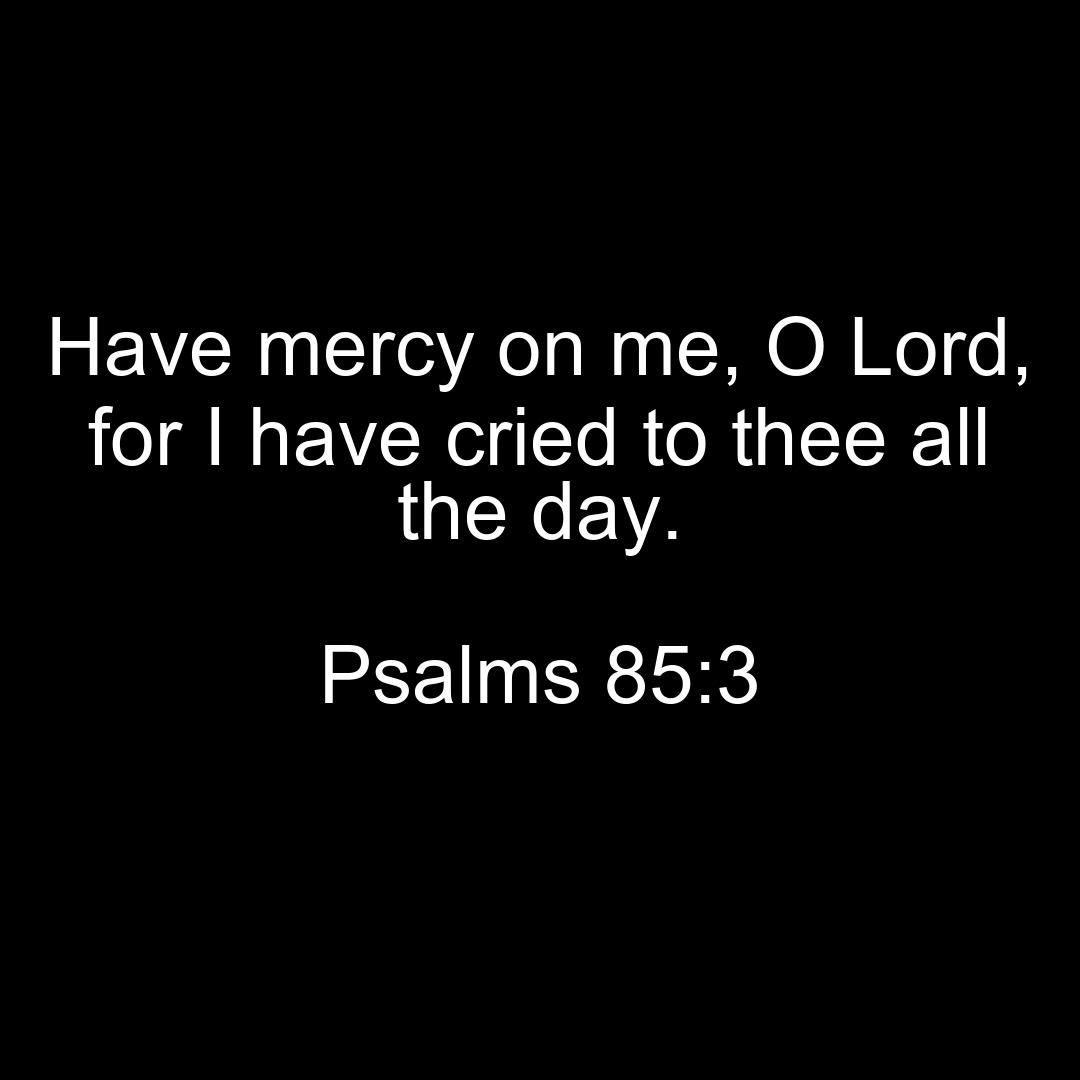 Have mercy on me, O Lord,
for I have cried to thee all
the day.
Psalms 85:3